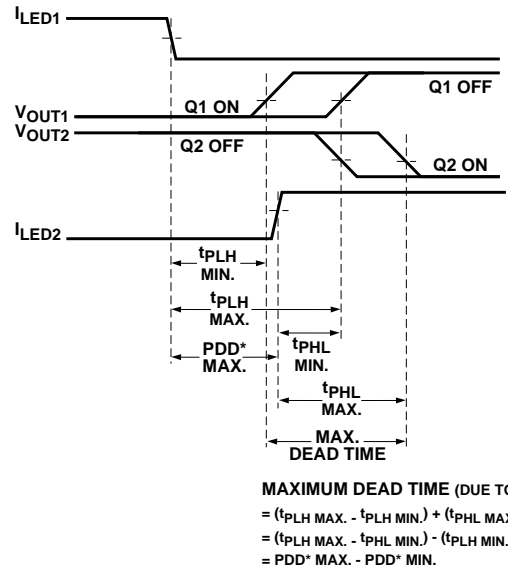 ILED1
VOUT1
Q1 ON
Q1 OFF
VOUT2
Q2 OFF
Q2 ON
ILED2
tPLH
MIN.
tPLH
MAX.
PDD*
MAX.
tPHL
MIN.
tPHL
MAX.
MAX.
DEAD TIME
MAXIMUM DEAD TIME (DUE TO
= (tPLH MAX. - tPLH MIN.) + (tPHL MAX
= (tPLH MAX. - tPHL MIN.) - (tPLH MIN.
= PDD* MAX. - PDD* MIN.